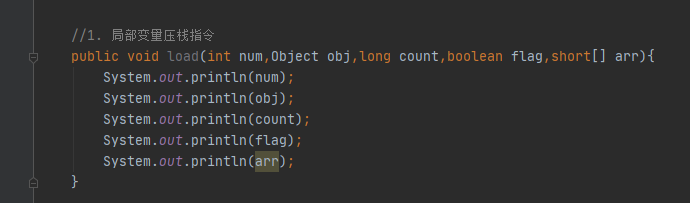 //1. 局部变量压栈指令
public void load(int num,Object obj,long count,boolean flag,short[] arr){
System.out.println(num);
System.out.println(obj);
System.out.println(count);
System.out.println(flag);
System.out.println(arr);
}